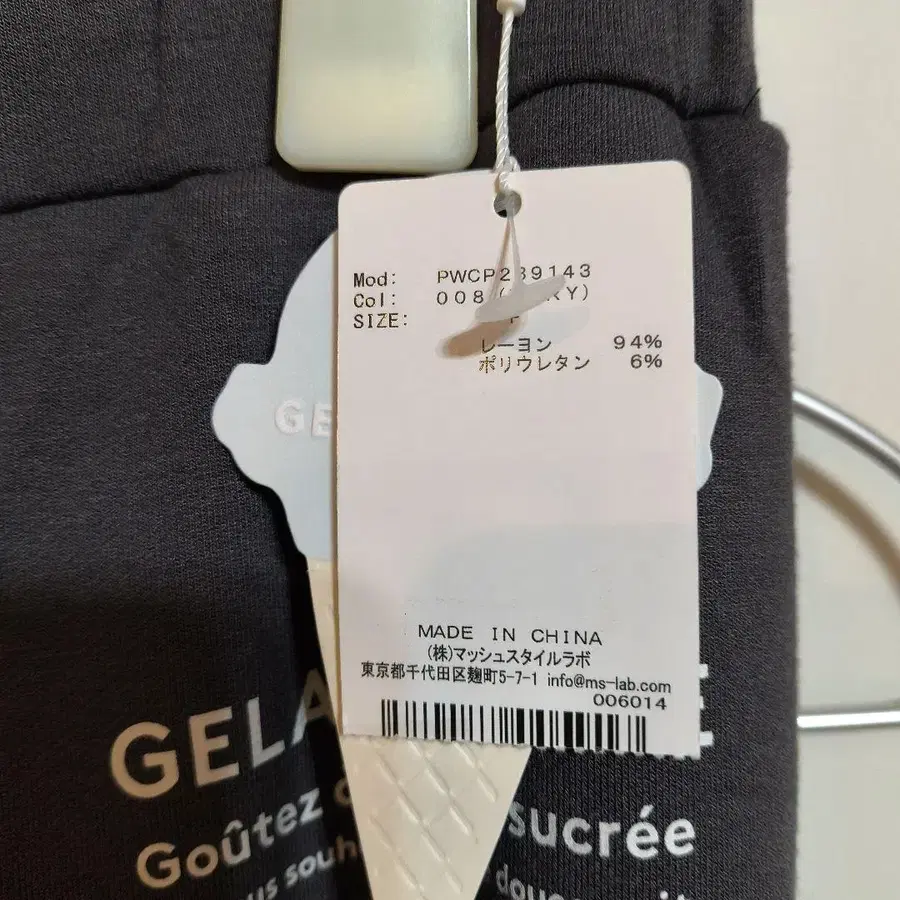 Mod: PWCP239143
Col: 008
SIZE: F
レーヨン 94%
ポリウレタン 6%
GE
MADE IN CHINA
(株)マッシュスタイルラボ
東京都千代田区麹町5-7-1 info@ms-lab.com
006014
GELA
Goûtez sucrée